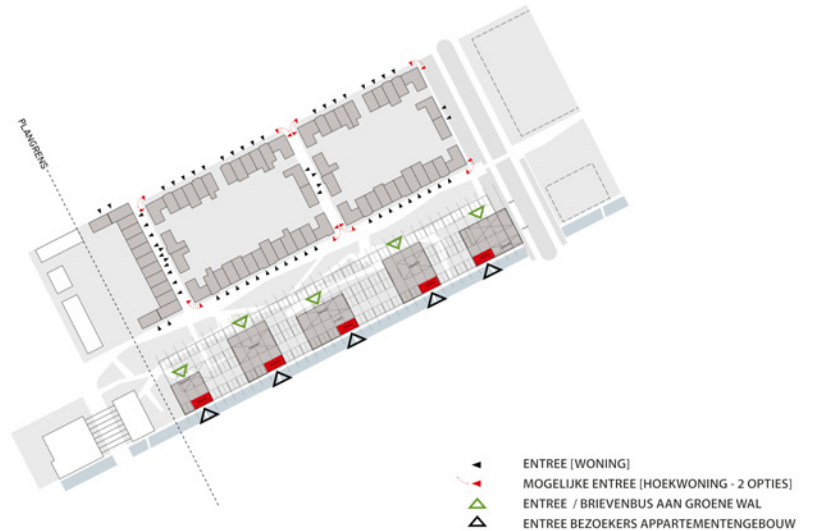 PLANGRENS
ENTREE [WONING]
MOGELIJKE ENTREE [HOEKWONING - 2 OPTIES]
ENTREE / BRIEVENBUS AAN GROENE WAL
ENTREE BEZOEKERS APPARTEMENTENGEBOUW